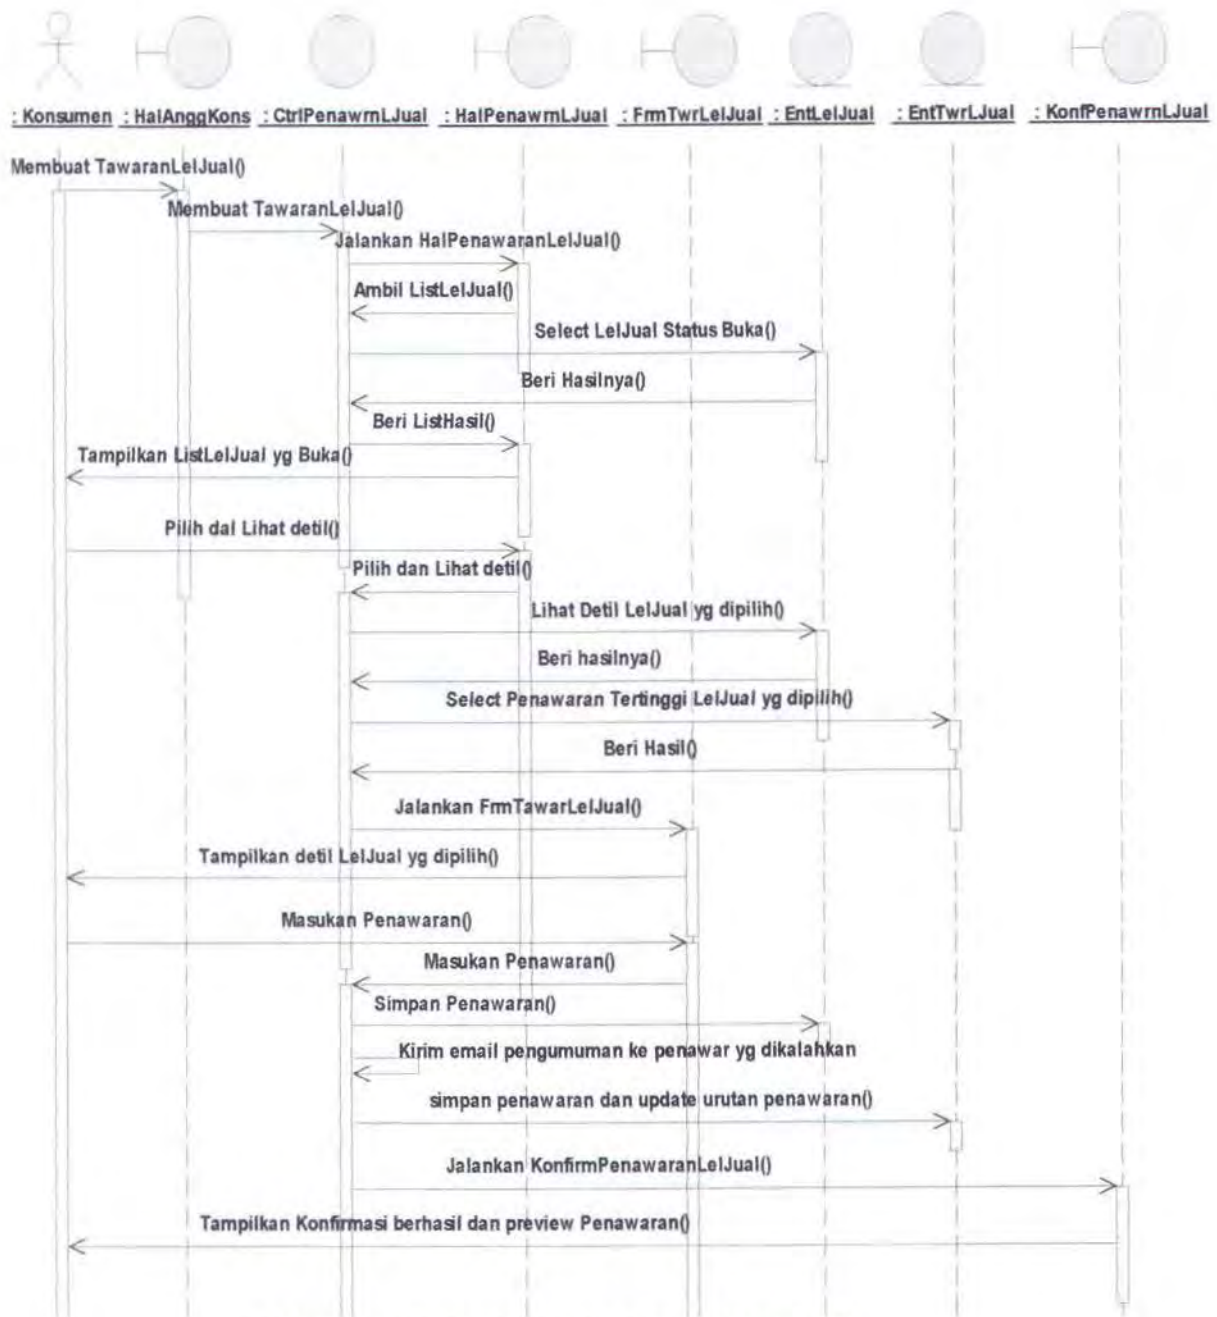 : Konsumen : HalAnggKons : CtrlPenawrnLJual : HalPenawrnLJual : FrmTwrLelJual : EntLelJual : EntTwrLJual : KonfPenawrnLJual
Membuat TawaranLelJual()
Membuat TawaranLelJual()
Jalankan HalPenawaranLelJual()
Ambil ListLelJual()
Select LelJual Status Buka()
Beri Hasilnya()
Beri ListHasil()
Tampilkan ListLelJual yg Buka()
Pilih dal Lihat detil()
Pilih dan Lihat detil()
Lihat Detil LelJual yg dipilih()
Beri hasilnya()
Select Penawaran Tertinggi LelJual yg dipilih()
Beri Hasil()
Jalankan FrmTawarLelJual()
Tampilkan detil LelJual yg dipilih()
Masukan Penawaran()
Masukan Penawaran()
Simpan Penawaran()
Kirim email pengumuman ke penawar yg dikalahkan
simpan penawaran dan update urutan penawaran()
Jalankan KonfirmPenawaranLelJual()
Tampilkan Konfirmasi berhasil dan preview Penawaran()